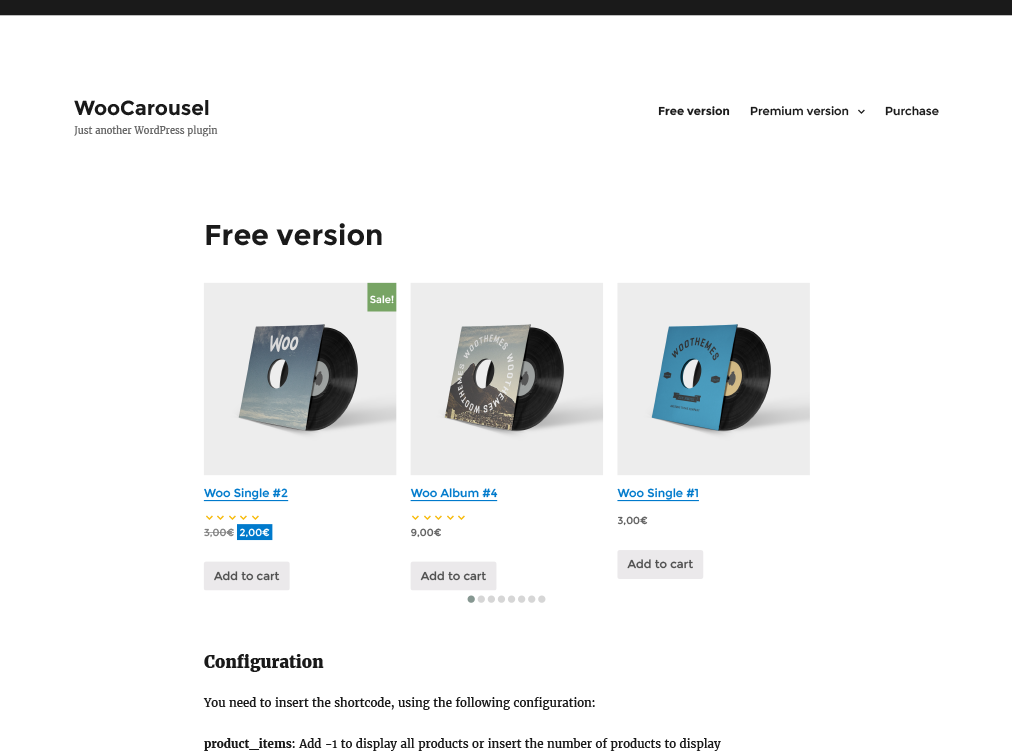 WooCarousel
Just another WordPress plugin
Free version
Premium version
Purchase
Free version
Sale!
WOO
WOOTHEMES WOOTHEMES WOOTHEMES
WOOTHEMES
Woo Single #2
3,00€ 2,00€
Add to cart
Woo Album #4
9,00€
Add to cart
Woo Single #1
3,00€
Add to cart
Configuration
You need to insert the shortcode, using the following configuration:
product_items: Add -1 to display all products or insert the number of products to display